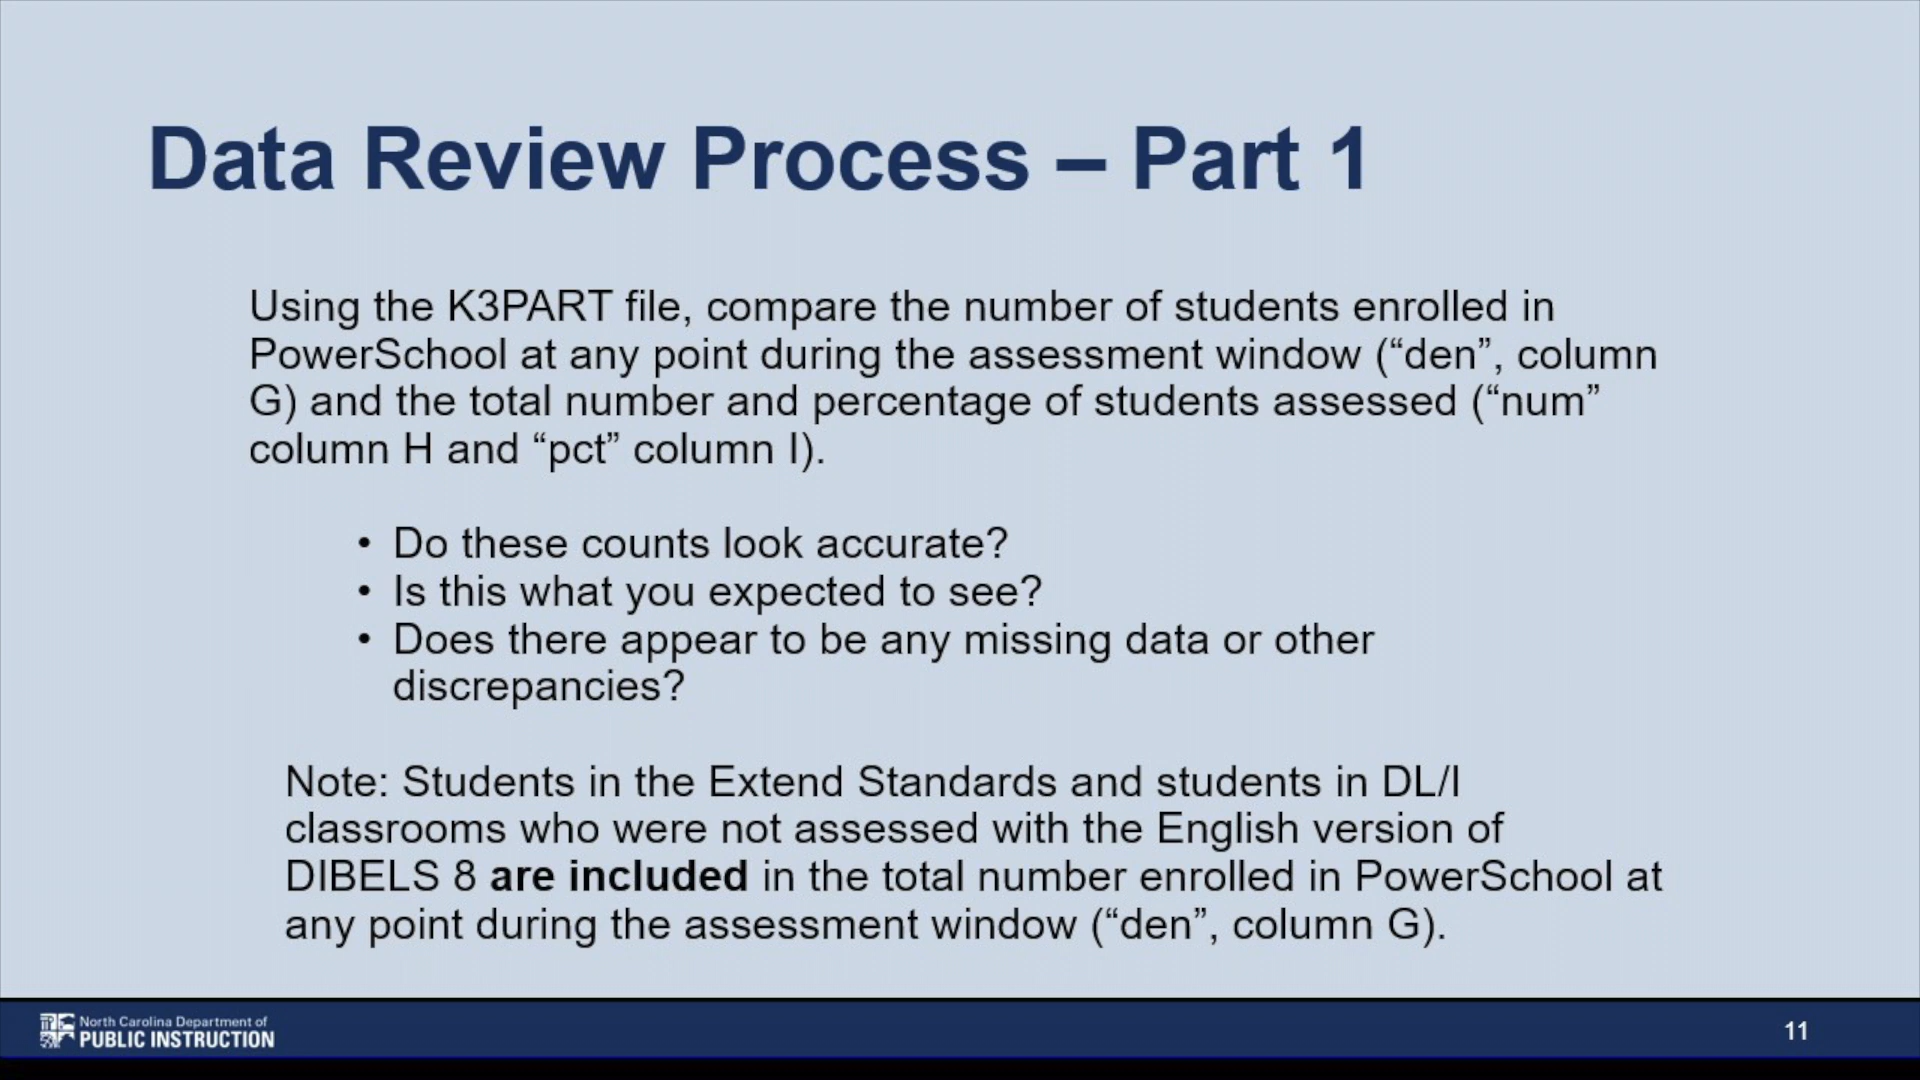 Data Review Process – Part 1
Using the K3PART file, compare the number of students enrolled in
PowerSchool at any point during the assessment window (“den”, column
G) and the total number and percentage of students assessed (“num”
column H and “pct” column I).
• Do these counts look accurate?
• Is this what you expected to see?
• Does there appear to be any missing data or other
discrepancies?
Note: Students in the Extend Standards and students in DL/I
classrooms who were not assessed with the English version of
DIBELS 8 are included in the total number enrolled in PowerSchool at
any point during the assessment window (“den”, column G).
North Carolina Department of
PUBLIC INSTRUCTION
11